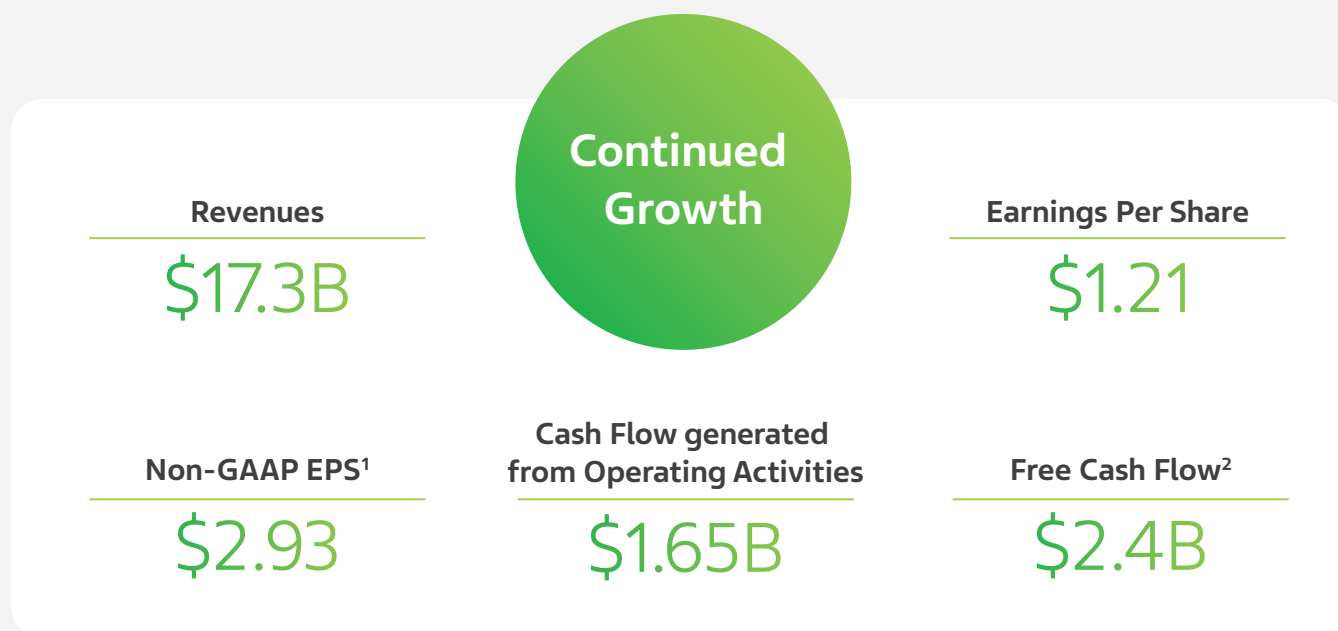 Continued
Growth
Revenues
$17.3B
Earnings Per Share
$1.21
Non-GAAP EPS¹
$2.93
Cash Flow generated
from Operating Activities
$1.65B
Free Cash Flow²
$2.4B